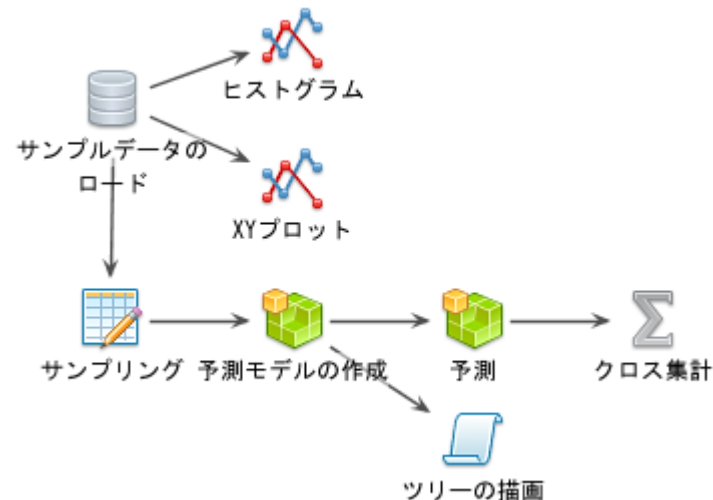 ヒストグラム
サンプルデータの
ロード
XYプロット
サンプリング
予測モデルの作成
予測
クロス集計
ツリーの描画